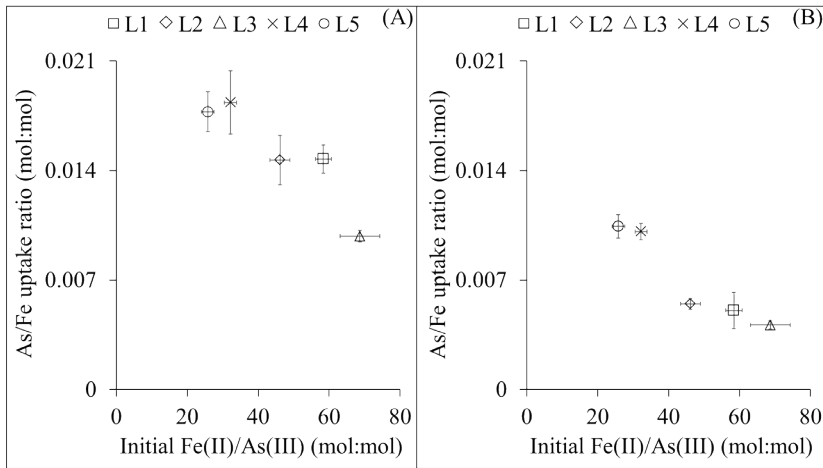 (A)
□ L1 ◇ L2 △ L3 × L4 ○ L5
0.021
0.014
0.007
0
As/Fe uptake ratio (mol:mol)
0 20 40 60 80
Initial Fe(II)/As(III) (mol:mol)
(B)
□ L1 ◇ L2 △ L3 × L4 ○ L5
0.021
0.014
0.007
0
As/Fe uptake ratio (mol:mol)
0 20 40 60 80
Initial Fe(II)/As(III) (mol:mol)